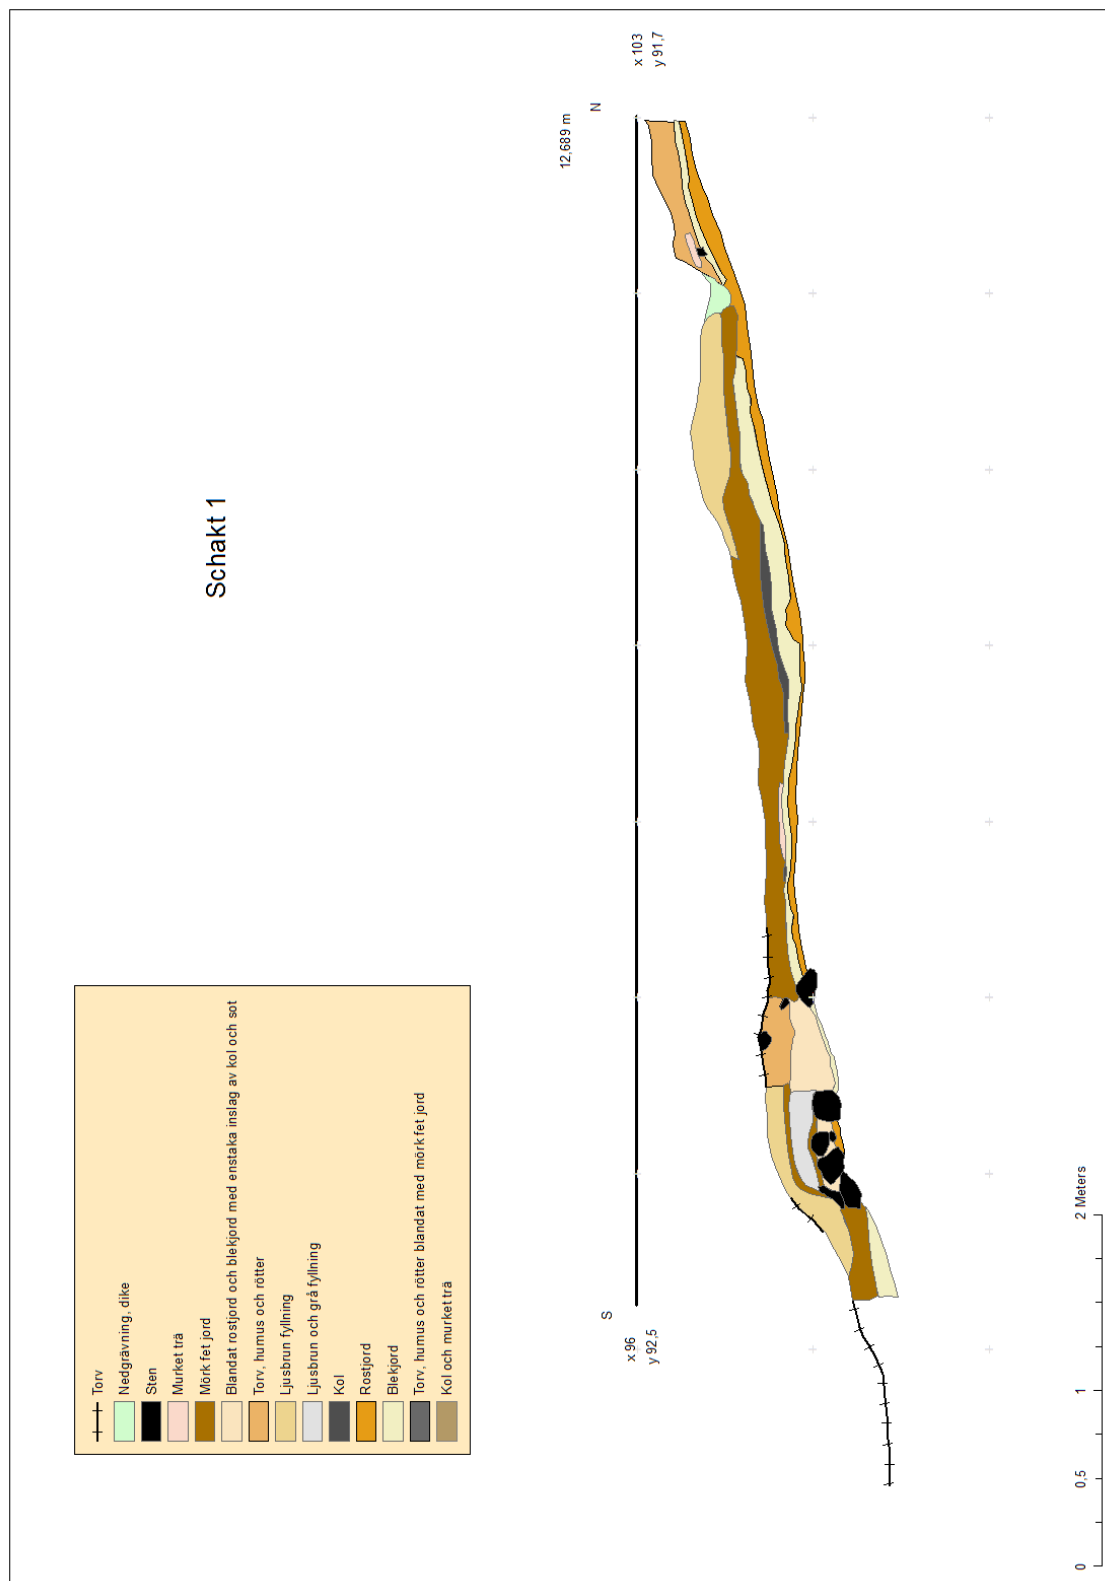 Schakt 1
Torv
Nedgrävning, dike
Sten
Murket trä
Mörk fet jord
Blandat rostjord och blekjord med enstaka inslag av kol och sot
Torv, humus och rötter
Ljusbrun fyllning
Ljusbrun och grå fyllning
Kol
Rostjord
Blekjord
Torv, humus och rötter blandat med mörk fet jord
Kol och murket trä
12,689 m
S
N
x 96
y 92,5
x 103
y 91,7
0 0,5 1 2 Meters